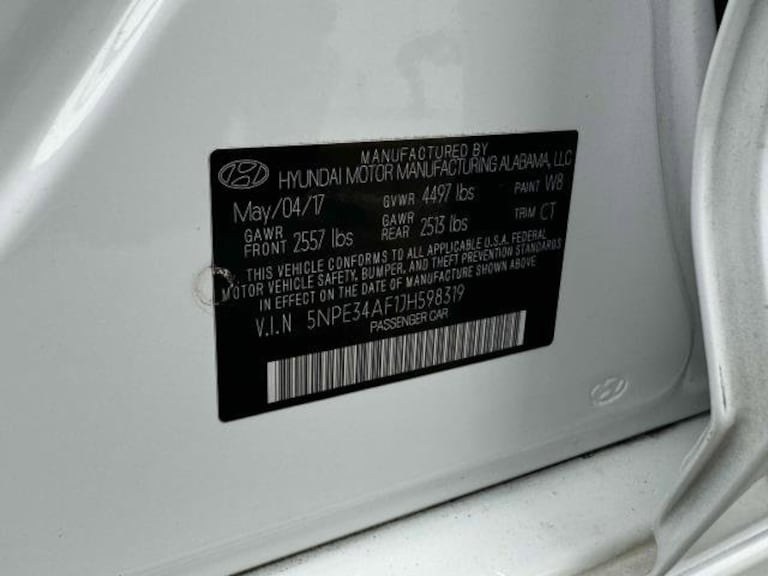 MANUFACTURED BY
HYUNDAI MOTOR MANUFACTURING ALABAMA, LLC
May/04/17 GVWR 4497 lbs PAINT W8
GAWR FRONT 2557 lbs GAWR REAR 2513 lbs TRIM CT
THIS VEHICLE CONFORMS TO ALL APPLICABLE U.S.A. FEDERAL
MOTOR VEHICLE SAFETY, BUMPER, AND THEFT PREVENTION STANDARDS
IN EFFECT ON THE DATE OF MANUFACTURE SHOWN ABOVE
V.I.N 5NPE34AF1JH598319
PASSENGER CAR